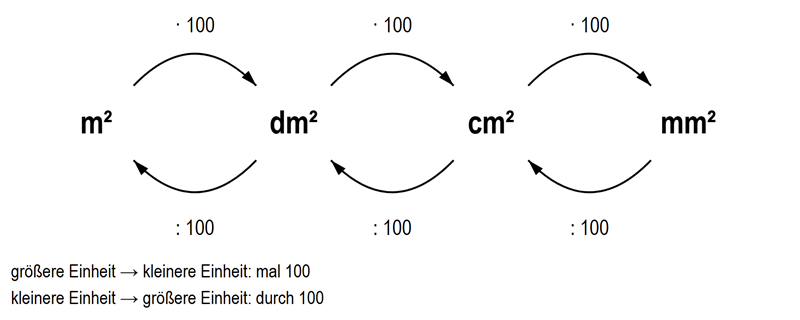 · 100 · 100 · 100
m² dm² cm² mm²
: 100 : 100 : 100
größere Einheit → kleinere Einheit: mal 100
kleinere Einheit → größere Einheit: durch 100